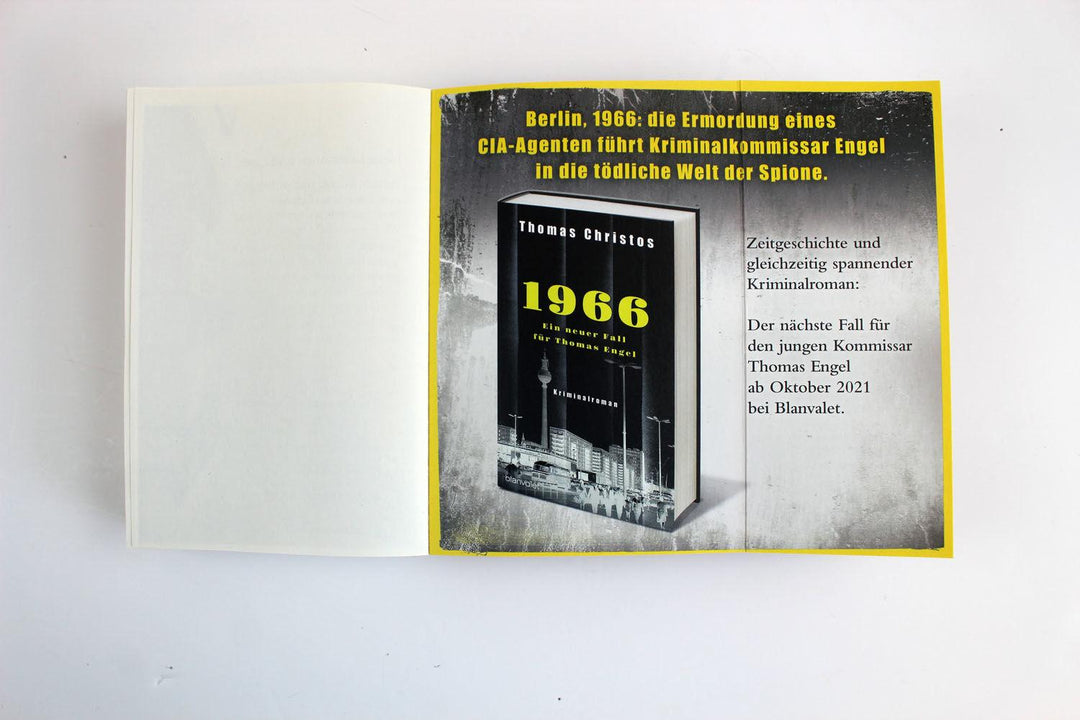 Berlin, 1966: die Ermordung eines
CIA-Agenten führt Kriminalkommissar Engel
in die tödliche Welt der Spione.
Thomas Christos
1966
Ein neuer Fall
für Thomas Engel
Kriminalroman
blanvalet
Zeitgeschichte und
gleichzeitig spannender
Kriminalroman:
Der nächste Fall für
den jungen Kommissar
Thomas Engel
ab Oktober 2021
bei Blanvalet.